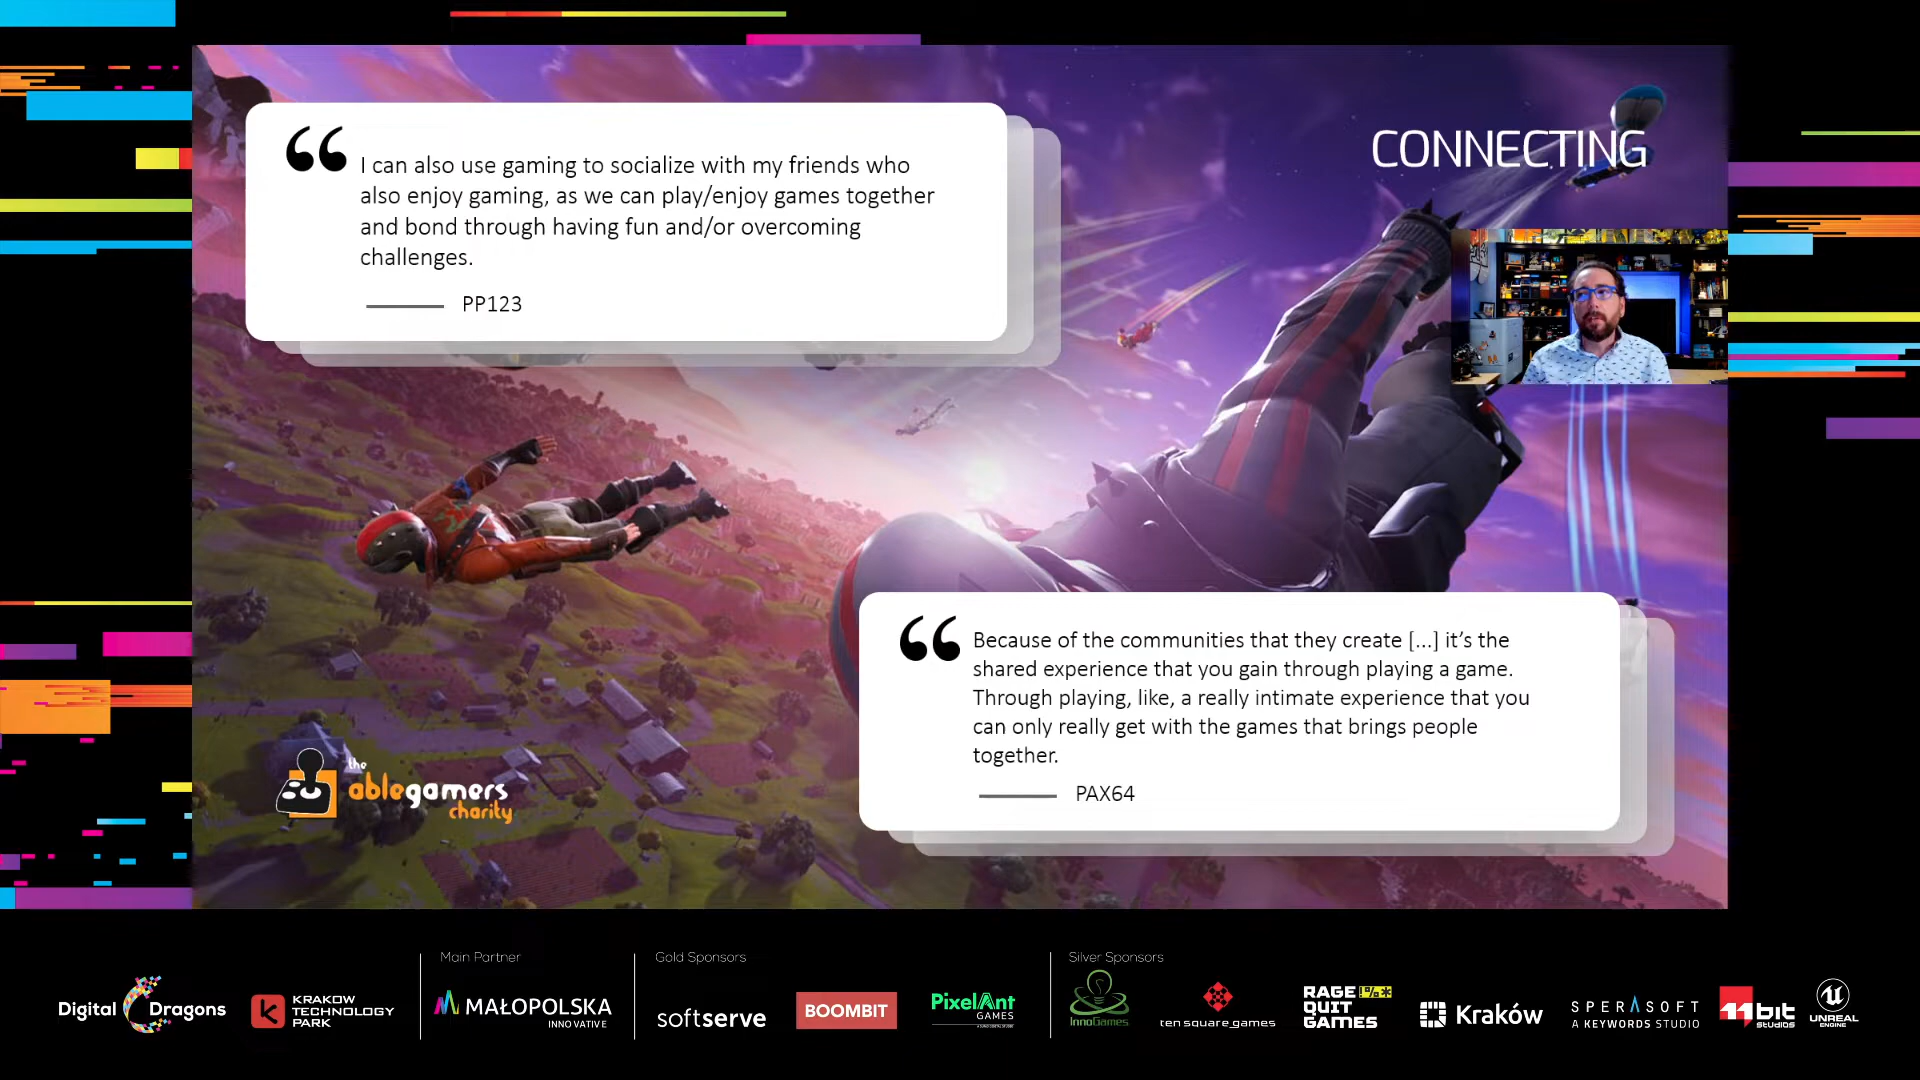 CONNECTING
“ I can also use gaming to socialize with my friends who
also enjoy gaming, as we can play/enjoy games together
and bond through having fun and/or overcoming
challenges.
PP123
“ Because of the communities that they create [...] it’s the
shared experience that you gain through playing a game.
Through playing, like, a really intimate experience that you
can only really get with the games that brings people
together.
PAX64
the
ablegamers
charity
Digital Dragons
KRAKOW
TECHNOLOGY
PARK
Main Partner
MAŁOPOLSKA
INNOVATIVE
Gold Sponsors
softserve
BOOMBIT
PixelAnt
GAMES
Silver Sponsors
InnoGames
ten square games
RAGE !%*
QUIT
GAMES
Kraków
SPERASOFT
A KEYWORDS STUDIO
11bit
STUDIOS
UNREAL
ENGINE